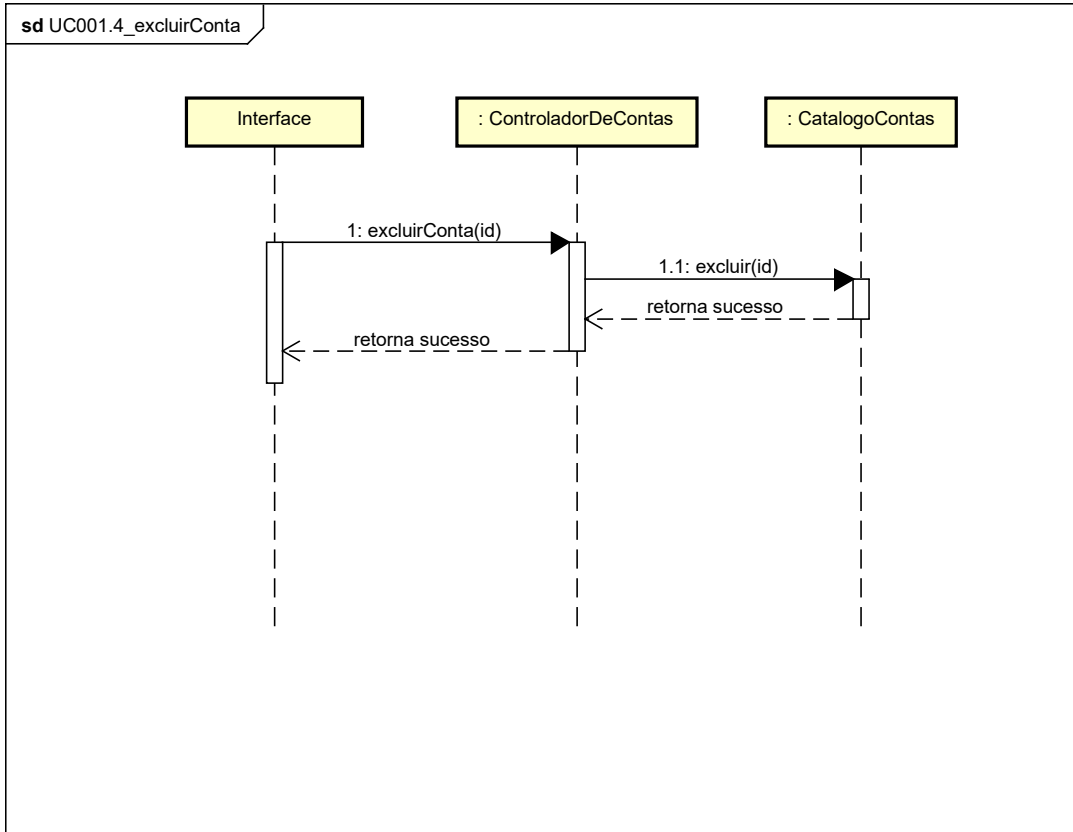 sd UC001.4_excluirConta
Interface
: ControladorDeContas
: CatalogoContas
1: excluirConta(id)
1.1: excluir(id)
retorna sucesso
retorna sucesso